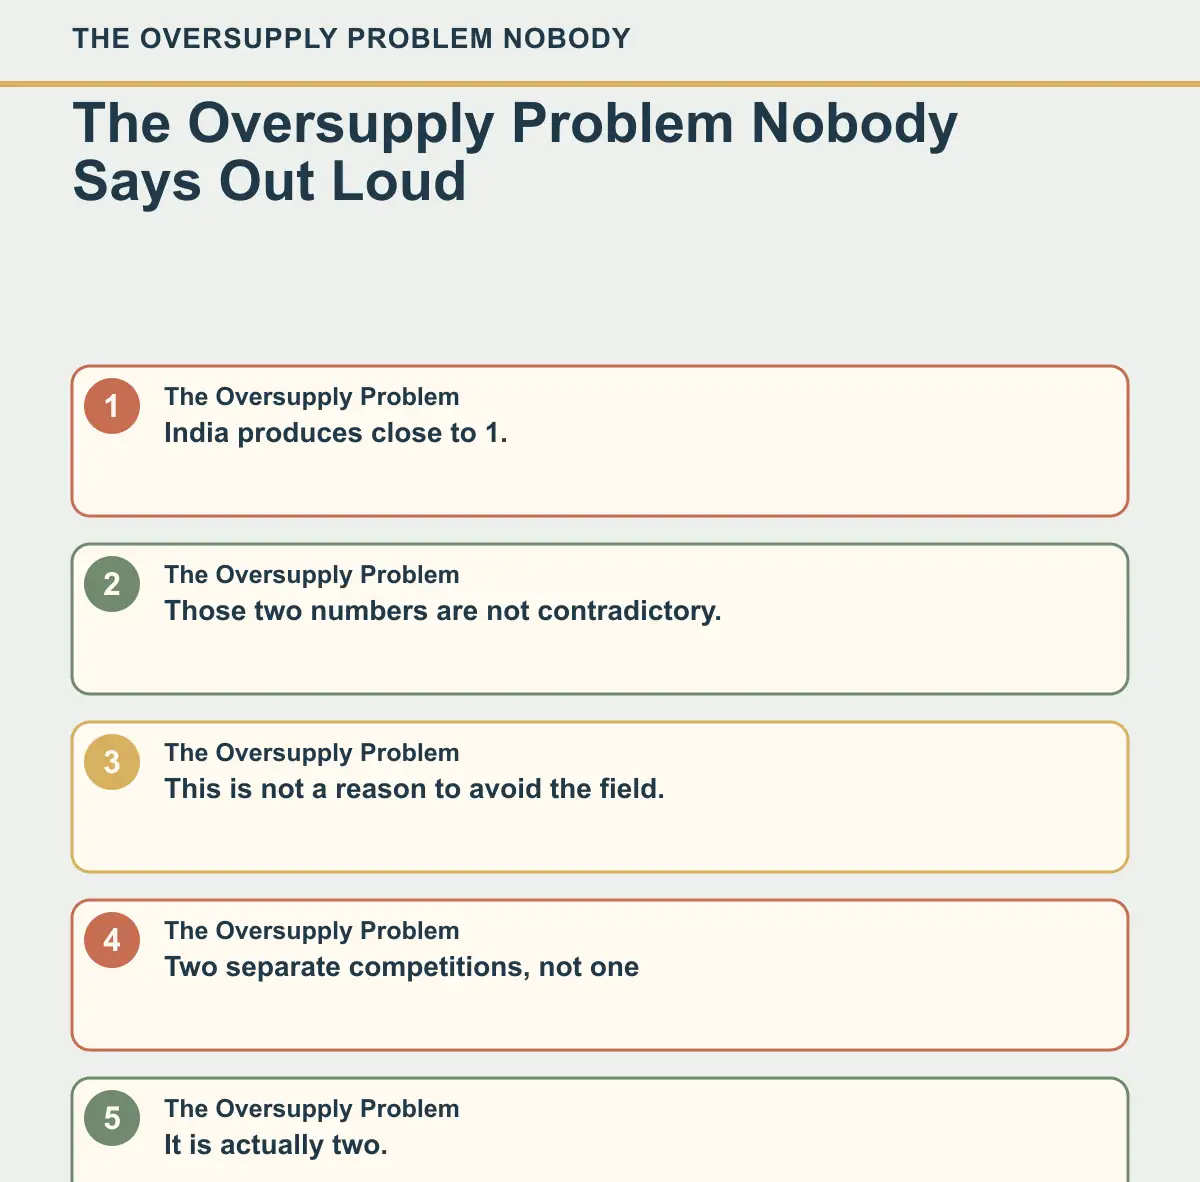 THE OVERSUPPLY PROBLEM NOBODY
The Oversupply Problem Nobody
Says Out Loud
1
The Oversupply Problem
India produces close to 1.
2
The Oversupply Problem
Those two numbers are not contradictory.
3
The Oversupply Problem
This is not a reason to avoid the field.
4
The Oversupply Problem
Two separate competitions, not one
5
The Oversupply Problem
It is actually two.